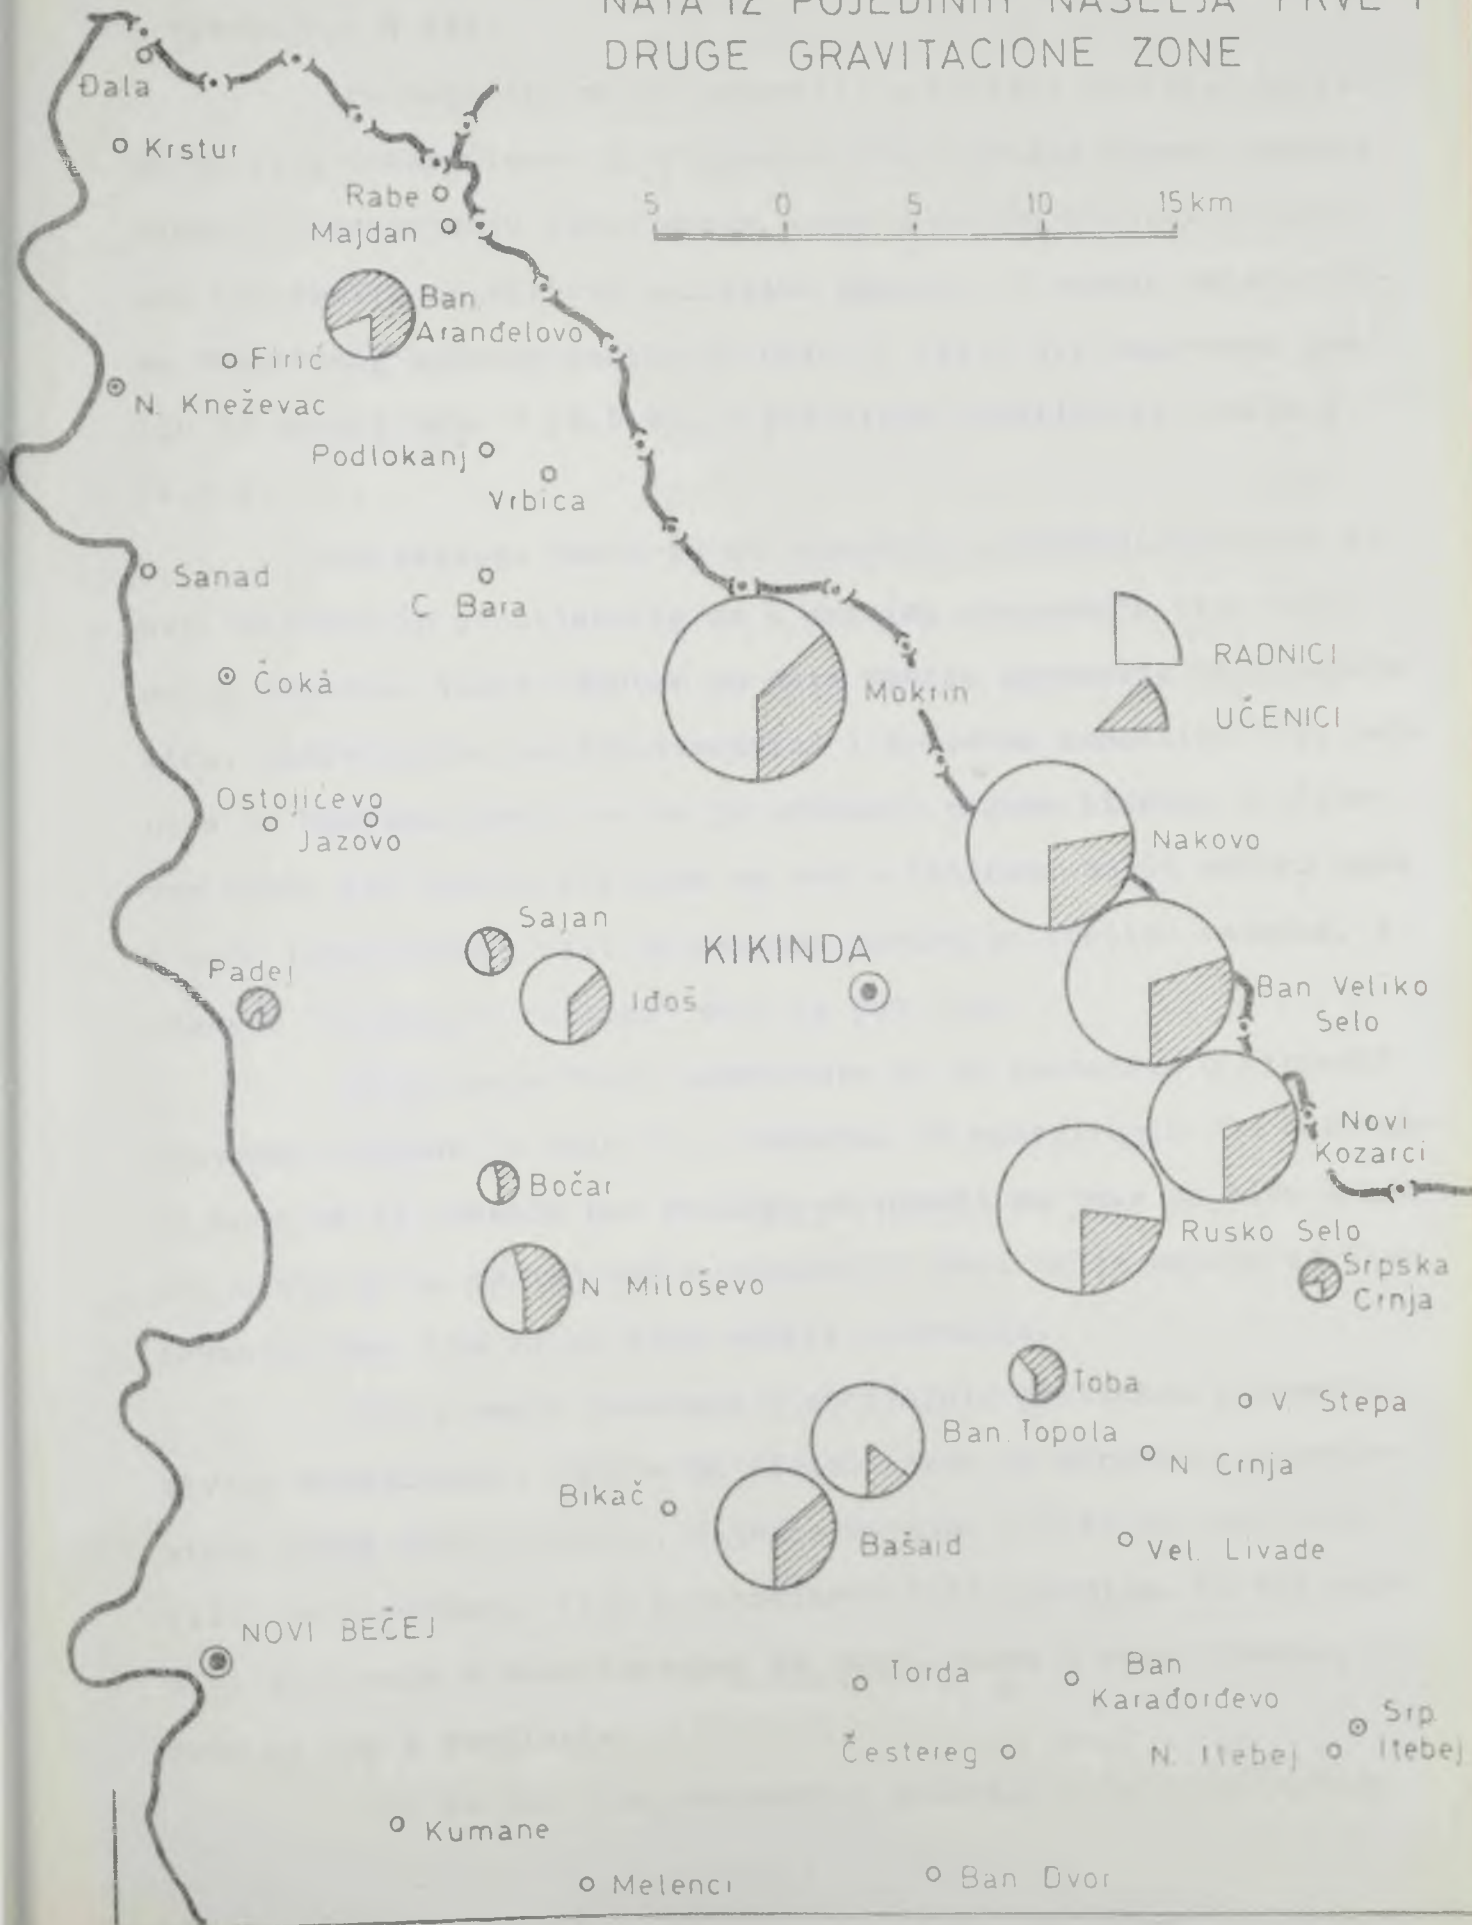 NATA IZ POJEDINIH NASELJA PRVE I
DRUGE GRAVITACIONE ZONE
Đala
Krstur
Rabe
Majdan
5 0 5 10 15 km
Ban.
Aranđelovo
Firić
N. Kneževac
Podlokanj
Vrbica
Sanad
C. Bara
Čoka
RADNICI
UČENICI
Mokrin
Ostojićevo
Jazovo
Nakovo
Sajan
KIKINDA
Padej
Idoš
Ban Veliko
Selo
Novi
Kozarci
Bočar
Rusko Selo
N Miloševo
Srpska
Crnja
Toba
V. Stepa
Ban. Topola
N Crnja
Bikač
Bašaid
Vel. Livade
NOVI BEČEJ
Torda
Ban
Karađorđevo
Srp.
Itebej
Čestereg
N. Itebej
Kumane
Melenci
Ban Dvor